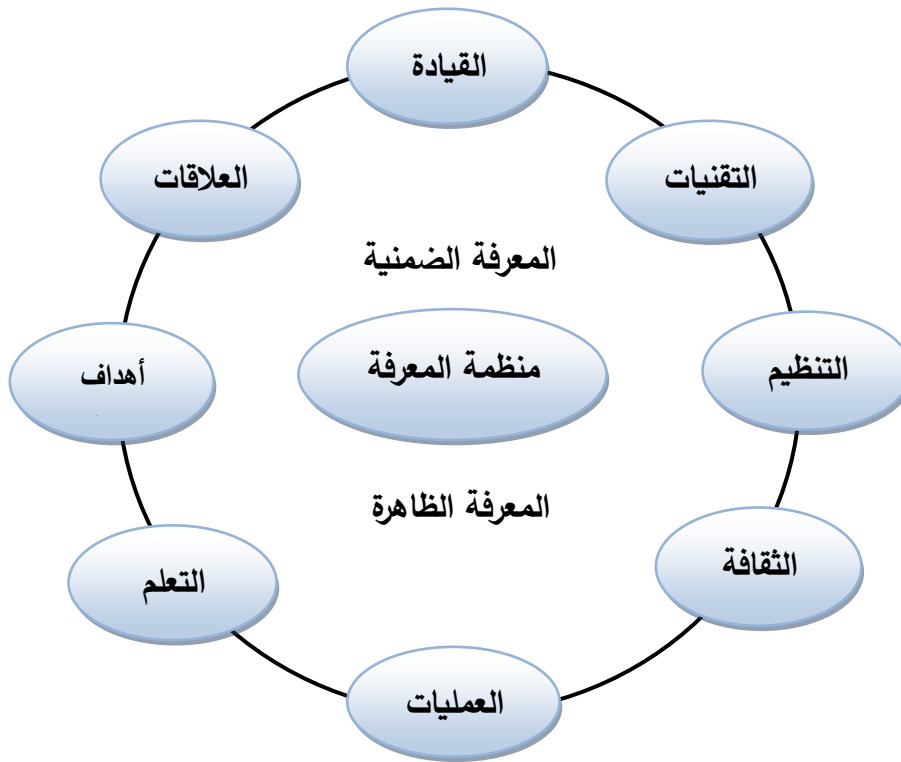 القيادة
العلاقات
التقنيات
المعرفة الضمنية
منظمة المعرفة
أهداف
التنظيم
المعرفة الظاهرة
الثقافة
التعلم
العمليات